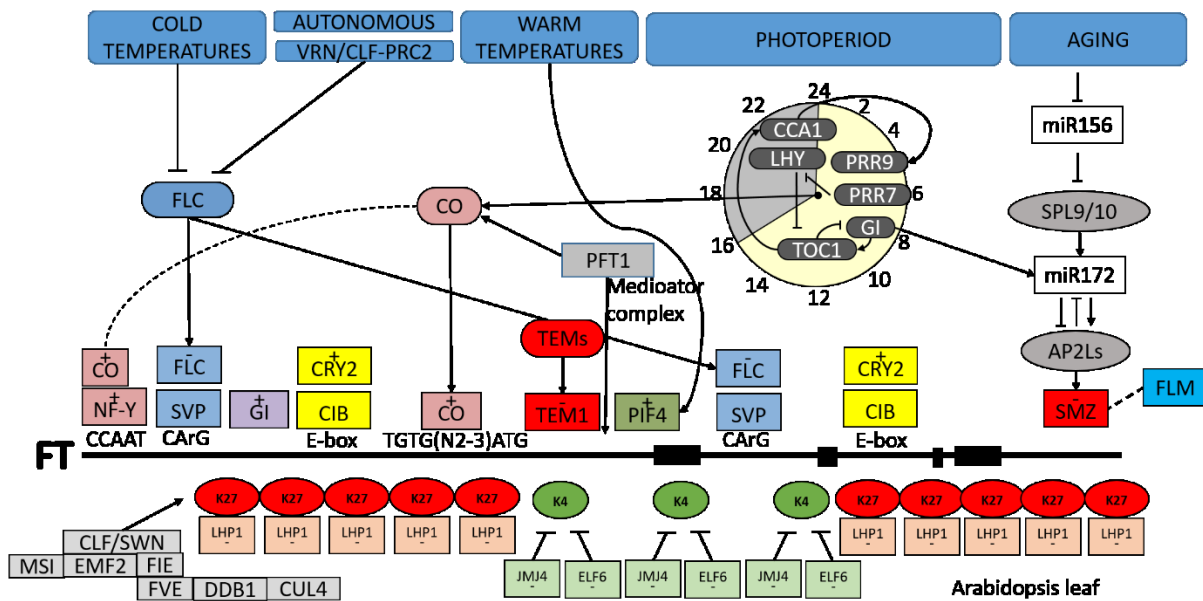 COLD
TEMPERATURES
AUTONOMOUS
VRN/CLF-PRC2
WARM
TEMPERATURES
PHOTOPERIOD
AGING
24
22
2
4
20
18
6
16
8
14
12
10
CCA1
LHY
PRR9
PRR7
GI
TOC1
miR156
SPL9/10
miR172
AP2Ls
-
SMZ
FLM
FLC
CO
PFT1
Medioator
complex
TEMs
+
CO
+
NF-Y
CCAAT
-
FLC
SVP
CArG
+
GI
+
CRY2
CIB
E-box
+
CO
TGTG(N2-3)ATG
-
TEM1
+
PIF4
-
FLC
SVP
CArG
+
CRY2
CIB
E-box
FT
K27
K27
K27
K27
K27
K4
K4
K4
K27
K27
K27
K27
K27
LHP1
-
LHP1
-
LHP1
-
LHP1
-
LHP1
-
LHP1
-
LHP1
-
LHP1
-
LHP1
-
LHP1
-
CLF/SWN
MSI
EMF2
FIE
FVE
DDB1
CUL4
JMJ4
-
ELF6
-
JMJ4
-
ELF6
-
JMJ4
-
ELF6
-
Arabidopsis leaf